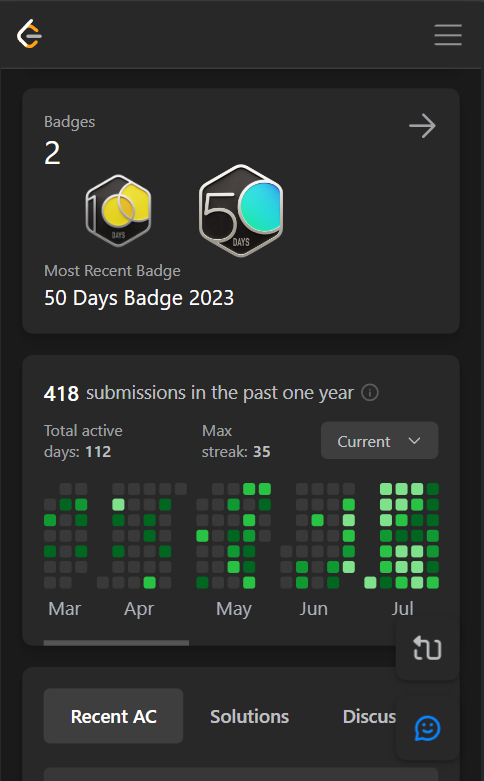 Badges
2
100
DAYS
50
DAYS
Most Recent Badge
50 Days Badge 2023
418 submissions in the past one year
Total active days: 112
Max streak: 35
Current
Mar Apr May Jun Jul
Recent AC Solutions Discus